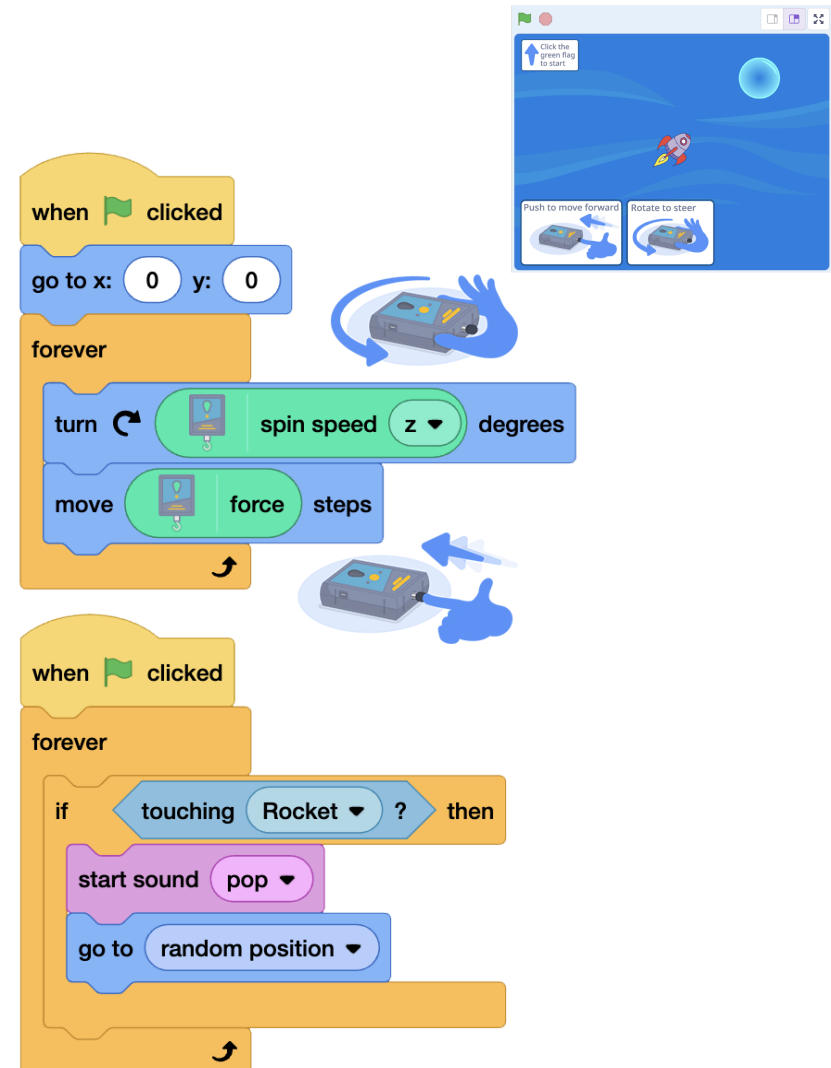 Click the
green flag
to start
Push to move forward
Rotate to steer
when clicked
go to x: 0 y: 0
forever
turn spin speed z degrees
move force steps
when clicked
forever
if touching Rocket ? then
start sound pop
go to random position